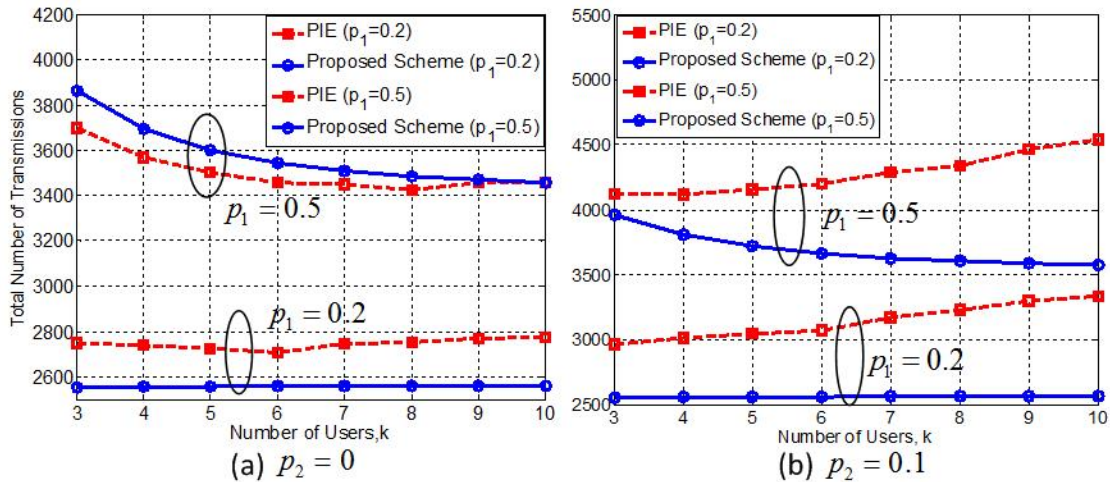 4200
4000
3800
3600
3400
3200
3000
2800
2600
Total Number of Transmissions
PIE (p1=0.2)
Proposed Scheme (p1=0.2)
PIE (p1=0.5)
Proposed Scheme (p1=0.5)
p1 = 0.5
p1 = 0.2
3 4 5 6 7 8 9 10
Number of Users,k
(a) p2 = 0
5500
5000
4500
4000
3500
3000
2500
PIE (p1=0.2)
Proposed Scheme (p1=0.2)
PIE (p1=0.5)
Proposed Scheme (p1=0.5)
p1 = 0.5
p1 = 0.2
3 4 5 6 7 8 9 10
Number of Users, k
(b) p2 = 0.1